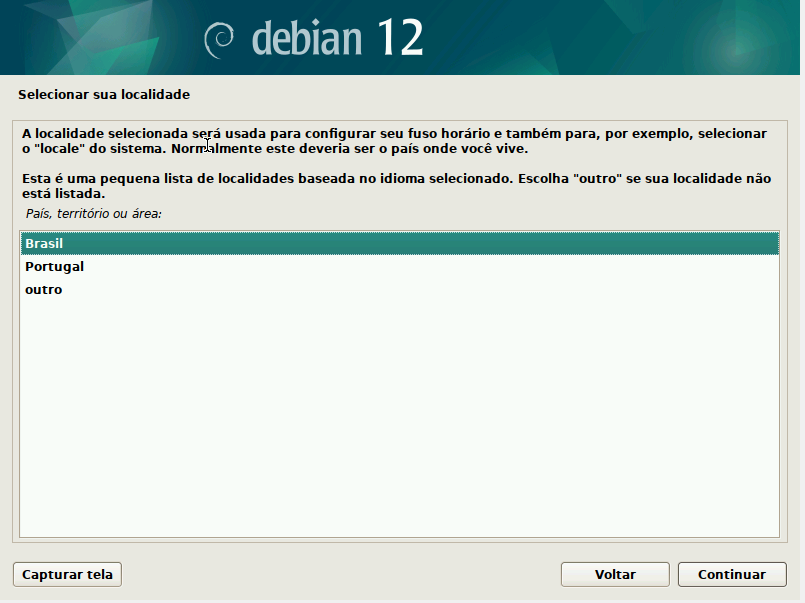 debian 12
Selecionar sua localidade
A localidade selecionada será usada para configurar seu fuso horário e também para, por exemplo, selecionar
o "locale" do sistema. Normalmente este deveria ser o país onde você vive.
Esta é uma pequena lista de localidades baseada no idioma selecionado. Escolha "outro" se sua localidade não
está listada.
País, território ou área:
Brasil
Portugal
outro
Capturar tela
Voltar
Continuar